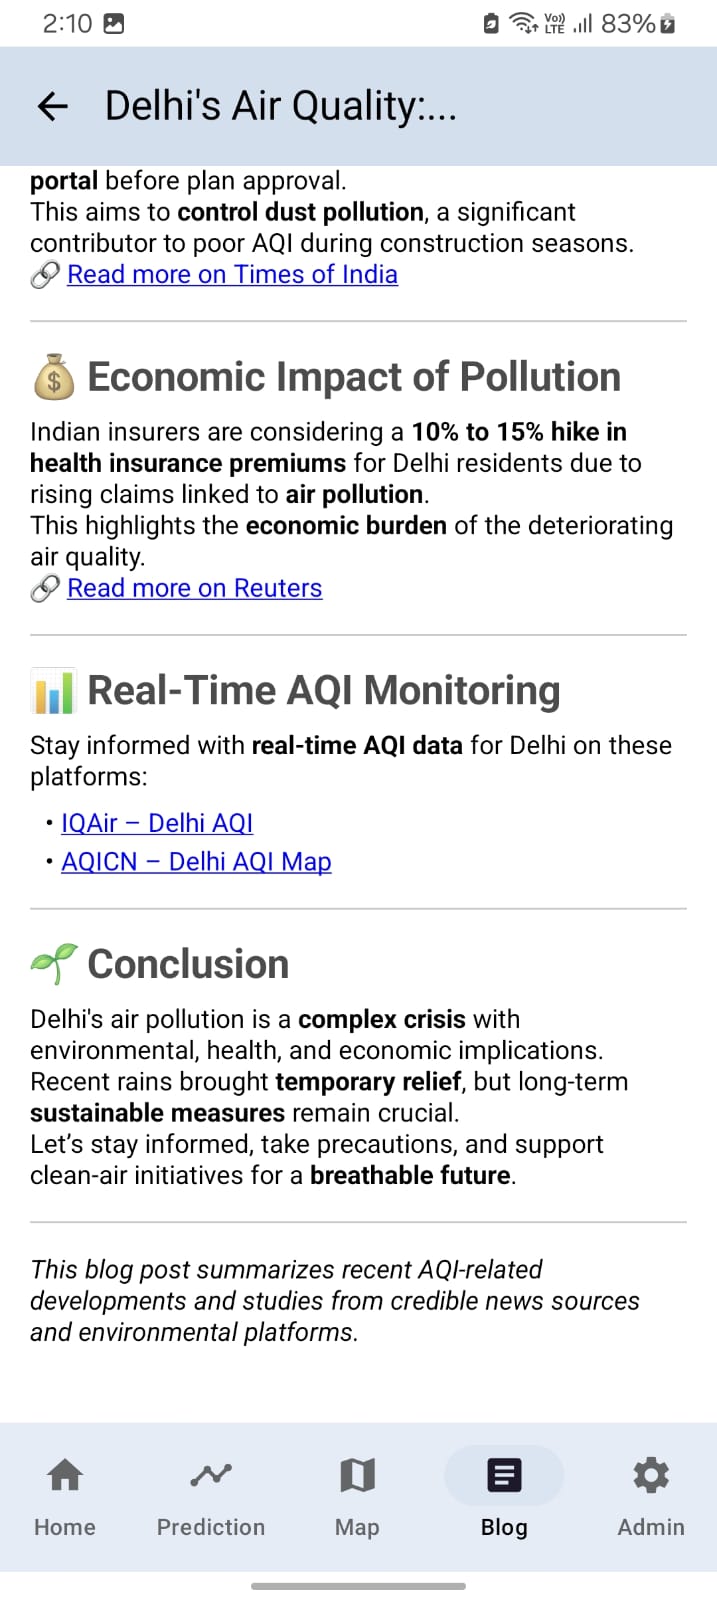 2:10
Vo))
LTE
83%
Delhi's Air Quality:...
portal before plan approval.
This aims to control dust pollution, a significant
contributor to poor AQI during construction seasons.
Read more on Times of India
Economic Impact of Pollution
Indian insurers are considering a 10% to 15% hike in
health insurance premiums for Delhi residents due to
rising claims linked to air pollution.
This highlights the economic burden of the deteriorating
air quality.
Read more on Reuters
Real-Time AQI Monitoring
Stay informed with real-time AQI data for Delhi on these
platforms:
• IQAir – Delhi AQI
• AQICN – Delhi AQI Map
Conclusion
Delhi's air pollution is a complex crisis with
environmental, health, and economic implications.
Recent rains brought temporary relief, but long-term
sustainable measures remain crucial.
Let’s stay informed, take precautions, and support
clean-air initiatives for a breathable future.
This blog post summarizes recent AQI-related
developments and studies from credible news sources
and environmental platforms.
Home Prediction Map Blog Admin